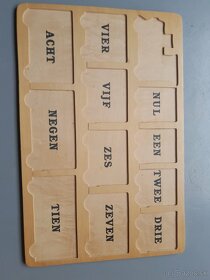 NUL
EEN
TWEE
DRIE
VIER
VIJF
ZES
ZEVEN
ACHT
NEGEN
TIEN